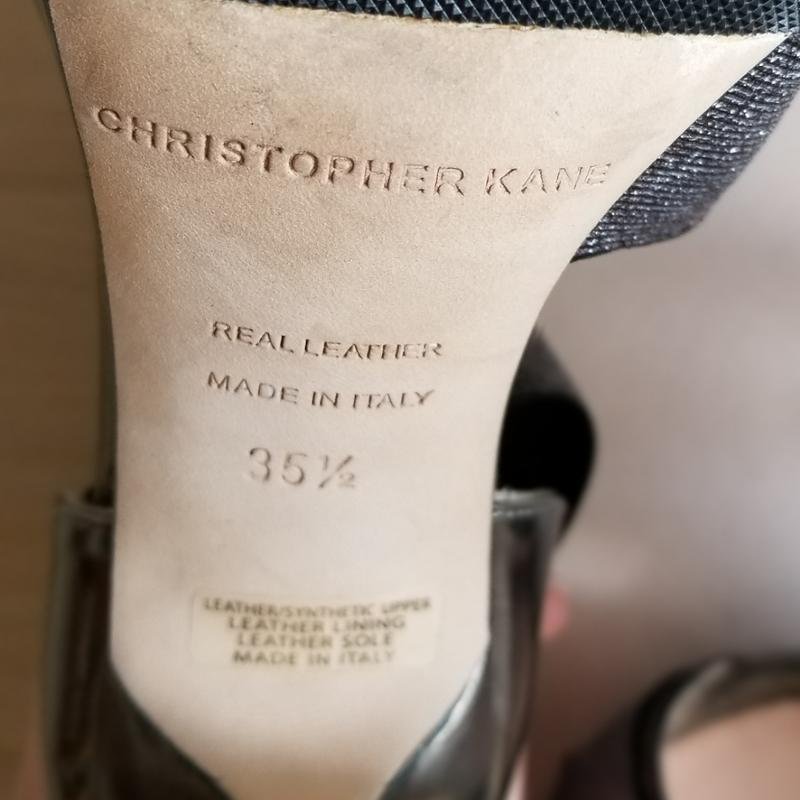 CHRISTOPHER KANE
REAL LEATHER
MADE IN ITALY
35½
LEATHER/SYNTHETIC UPPER
LEATHER LINING
LEATHER SOLE
MADE IN ITALY